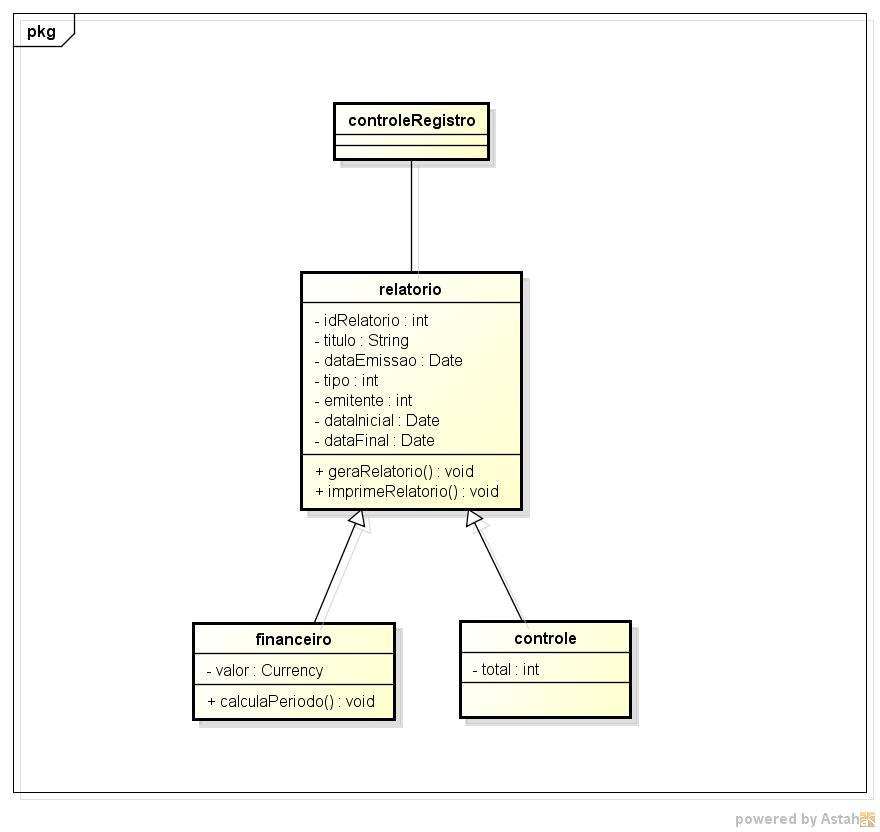 pkg
controleRegistro
relatorio
- idRelatorio : int
- titulo : String
- dataEmissao : Date
- tipo : int
- emitente : int
- dataInicial : Date
- dataFinal : Date
+ geraRelatorio() : void
+ imprimeRelatorio() : void
financeiro
- valor : Currency
+ calculaPeriodo() : void
controle
- total : int
powered by Astah